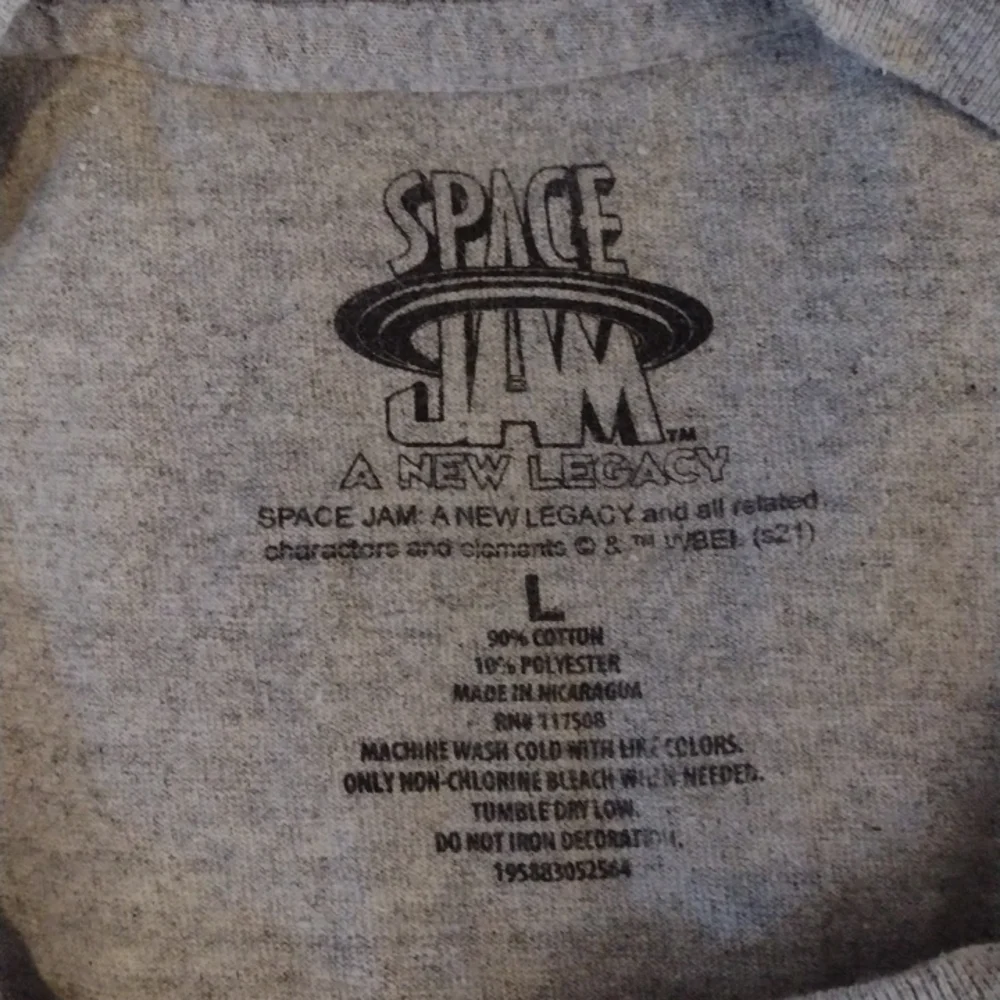 SPACE
JAM™
A NEW LEGACY
SPACE JAM: A NEW LEGACY and all related
characters and elements © & ™ WBEI. (s21)
L
90% COTTON
10% POLYESTER
MADE IN NICARAGUA
RN# 117508
MACHINE WASH COLD WITH LIKE COLORS.
ONLY NON-CHLORINE BLEACH WHEN NEEDED.
TUMBLE DRY LOW.
DO NOT IRON DECORATION.
195883052564